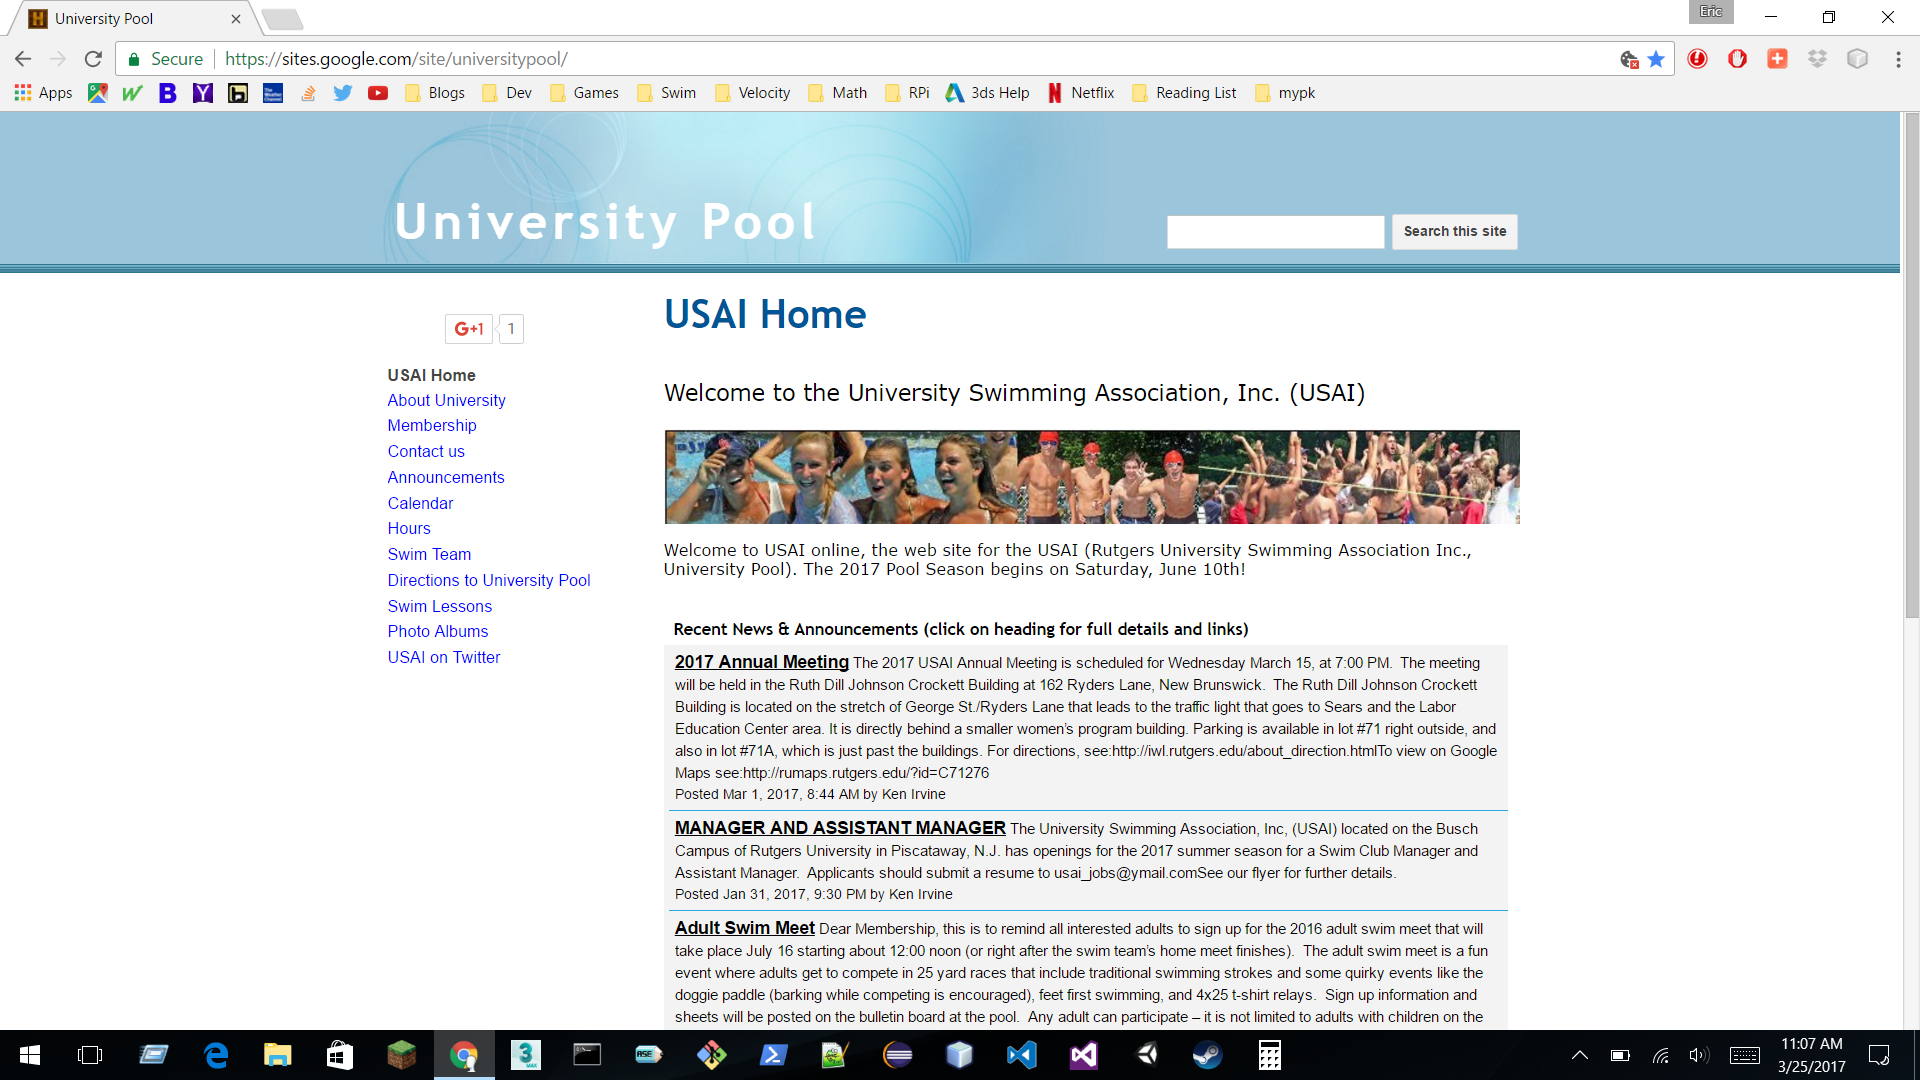 University Pool
Eric
Secure https://sites.google.com/site/universitypool/
Apps Blogs Dev Games Swim Velocity Math RPi 3ds Help Netflix Reading List mypk
University Pool
Search this site
G+1 1
USAI Home
About University
Membership
Contact us
Announcements
Calendar
Hours
Swim Team
Directions to University Pool
Swim Lessons
Photo Albums
USAI on Twitter
USAI Home
Welcome to the University Swimming Association, Inc. (USAI)
Welcome to USAI online, the web site for the USAI (Rutgers University Swimming Association Inc.,
University Pool). The 2017 Pool Season begins on Saturday, June 10th!
Recent News & Announcements (click on heading for full details and links)
2017 Annual Meeting The 2017 USAI Annual Meeting is scheduled for Wednesday March 15, at 7:00 PM.  The meeting
will be held in the Ruth Dill Johnson Crockett Building at 162 Ryders Lane, New Brunswick.  The Ruth Dill Johnson Crockett
Building is located on the stretch of George St./Ryders Lane that leads to the traffic light that goes to Sears and the Labor
Education Center area. It is directly behind a smaller women’s program building. Parking is available in lot #71 right outside, and
also in lot #71A, which is just past the buildings. For directions, see:http://iwl.rutgers.edu/about_direction.htmlTo view on Google
Maps see:http://rumaps.rutgers.edu/?id=C71276
Posted Mar 1, 2017, 8:44 AM by Ken Irvine
MANAGER AND ASSISTANT MANAGER The University Swimming Association, Inc, (USAI) located on the Busch
Campus of Rutgers University in Piscataway, N.J. has openings for the 2017 summer season for a Swim Club Manager and
Assistant Manager.  Applicants should submit a resume to usai_jobs@ymail.comSee our flyer for further details.
Posted Jan 31, 2017, 9:30 PM by Ken Irvine
Adult Swim Meet Dear Membership, this is to remind all interested adults to sign up for the 2016 adult swim meet that will
take place July 16 starting about 12:00 noon (or right after the swim team’s home meet finishes).  The adult swim meet is a fun
event where adults get to compete in 25 yard races that include traditional swimming strokes and some quirky events like the
doggie paddle (barking while competing is encouraged), feet first swimming, and 4x25 t-shirt relays.  Sign up information and
sheets will be posted on the bulletin board at the pool.  Any adult can participate – it is not limited to adults with children on the
11:07 AM
3/25/2017